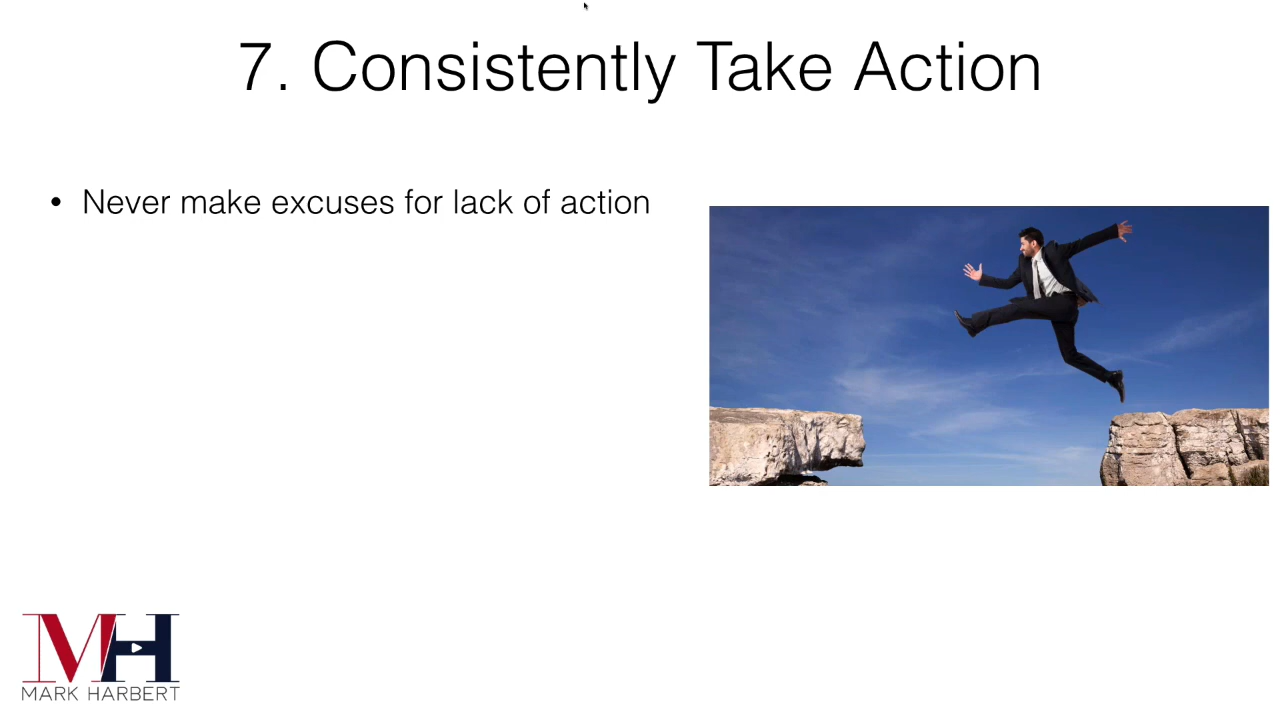 7. Consistently Take Action
• Never make excuses for lack of action
MH
MARK HARBERT